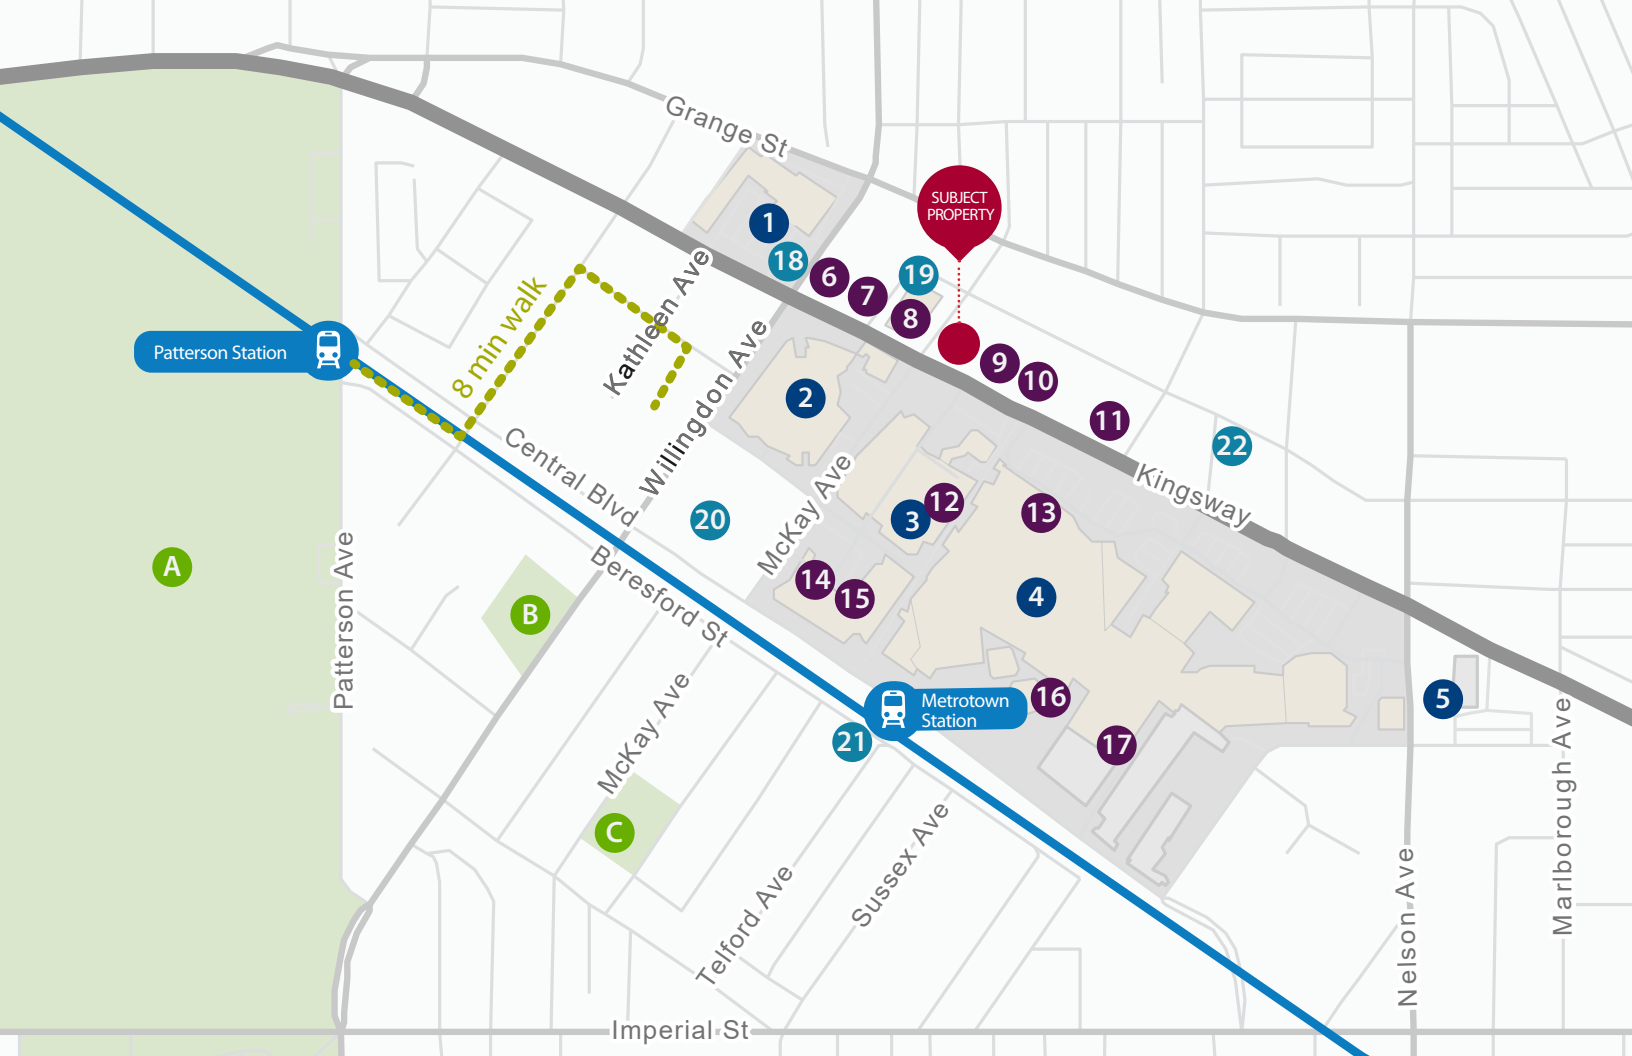 Grange St
SUBJECT
PROPERTY
1
18
6
19
7
8
Kathleen Ave
8 min walk
Patterson Station
Willingdon Ave
9
10
2
11
22
Central Blvd
McKay Ave
Kingsway
12
13
3
20
A
Patterson Ave
B
Beresford St
14
15
4
16
5
Metrotown
Station
21
17
McKay Ave
C
Marlborough Ave
Sussex Ave
Telford Ave
Nelson Ave
Imperial St